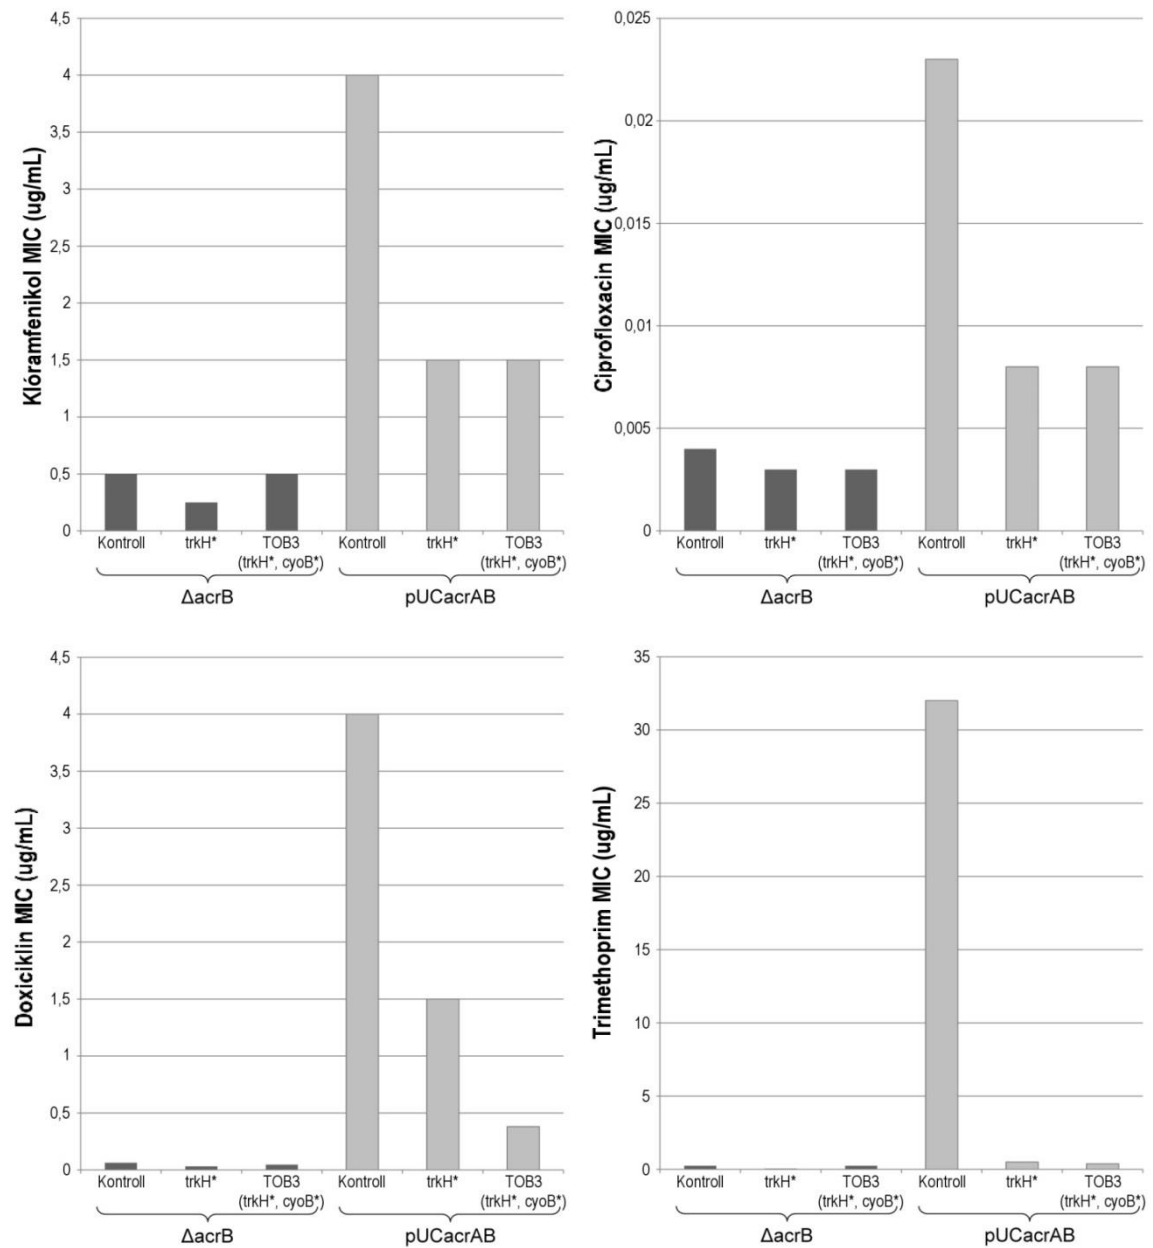 Klóramfenikol MIC (ug/mL)
4,5
4
3,5
3
2,5
2
1,5
1
0,5
0
Kontroll trkH* TOB3 Kontroll trkH* TOB3
(trkH*, cyoB*) (trkH*, cyoB*)
ΔacrB pUCacrAB
Ciprofloxacin MIC (ug/mL)
0,025
0,02
0,015
0,01
0,005
0
Kontroll trkH* TOB3 Kontroll trkH* TOB3
(trkH*, cyoB*) (trkH*, cyoB*)
ΔacrB pUCacrAB
Doxiciklin MIC (ug/mL)
4,5
4
3,5
3
2,5
2
1,5
1
0,5
0
Kontroll trkH* TOB3 Kontroll trkH* TOB3
(trkH*, cyoB*) (trkH*, cyoB*)
ΔacrB pUCacrAB
Trimethoprim MIC (ug/mL)
35
30
25
20
15
10
5
0
Kontroll trkH* TOB3 Kontroll trkH* TOB3
(trkH*, cyoB*) (trkH*, cyoB*)
ΔacrB pUCacrAB